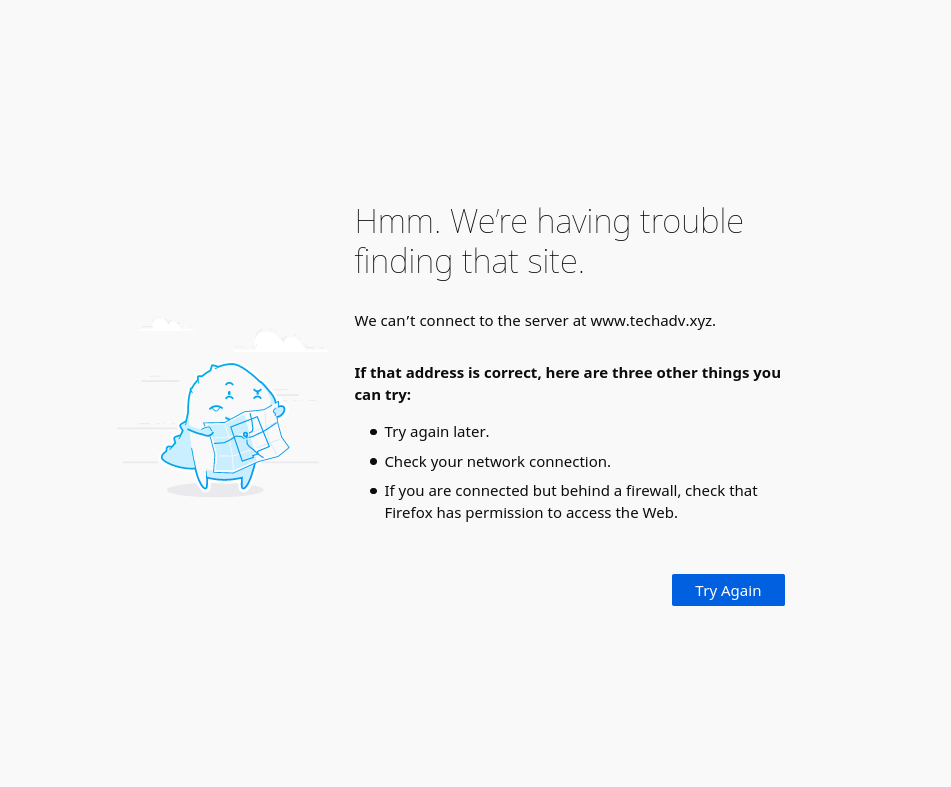 Hmm. We’re having trouble
finding that site.
We can’t connect to the server at www.techadv.xyz.
If that address is correct, here are three other things you
can try:
Try again later.
Check your network connection.
If you are connected but behind a firewall, check that
Firefox has permission to access the Web.
Try Again